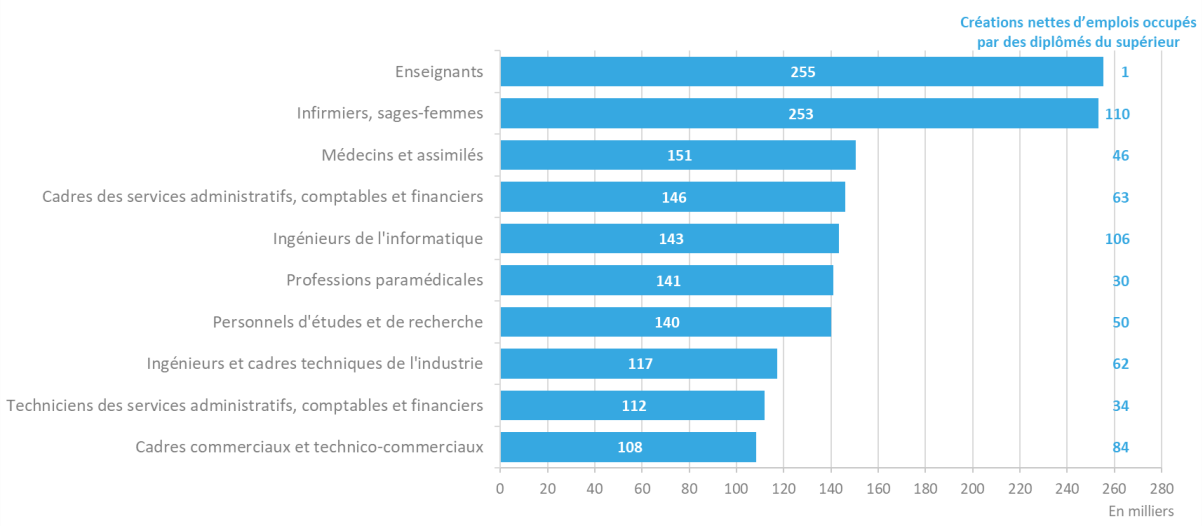 Créations nettes d’emplois occupés
par des diplômés du supérieur
Enseignants 255 1
Infirmiers, sages-femmes 253 110
Médecins et assimilés 151 46
Cadres des services administratifs, comptables et financiers 146 63
Ingénieurs de l'informatique 143 106
Professions paramédicales 141 30
Personnels d'études et de recherche 140 50
Ingénieurs et cadres techniques de l'industrie 117 62
Techniciens des services administratifs, comptables et financiers 112 34
Cadres commerciaux et technico-commerciaux 108 84
0 20 40 60 80 100 120 140 160 180 200 220 240 260 280
En milliers